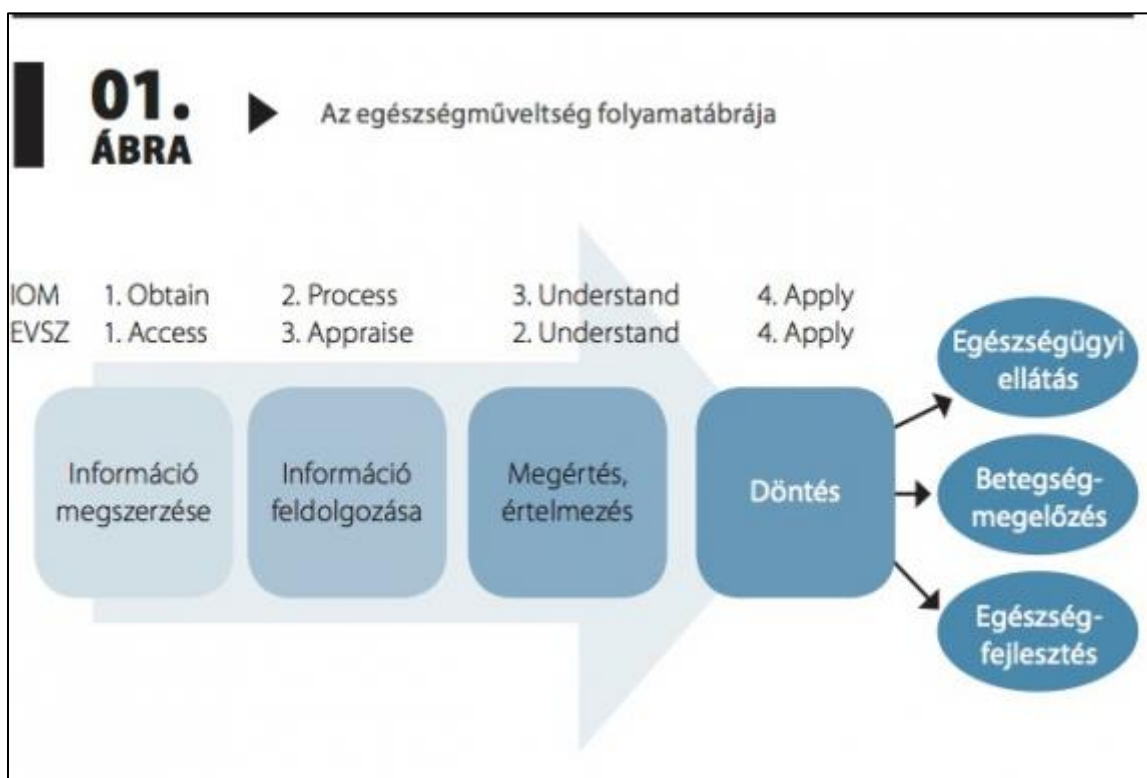 01.
ÁBRA
Az egészségműveltség folyamatábrája
IOM 1. Obtain 2. Process 3. Understand 4. Apply
EVSZ 1. Access 3. Appraise 2. Understand 4. Apply
Információ
megszerzése
Információ
feldolgozása
Megértés,
értelmezés
Döntés
Egészségügyi
ellátás
Betegség-
megelőzés
Egészség-
fejlesztés